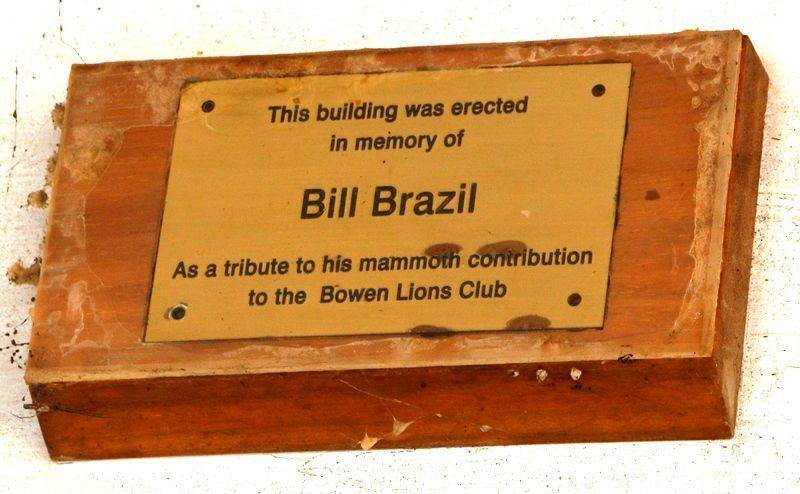 This building was erected
in memory of
Bill Brazil
As a tribute to his mammoth contribution
to the Bowen Lions Club